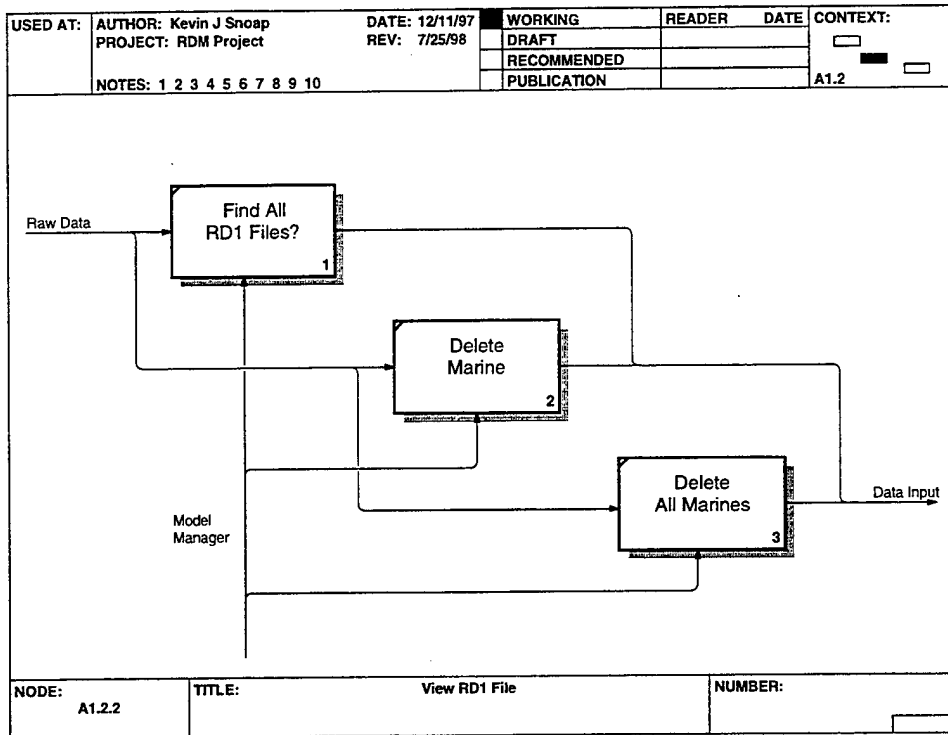 USED AT:
AUTHOR: Kevin J Snoap
DATE: 12/11/97
WORKING
READER
DATE
CONTEXT:
PROJECT: RDM Project
REV: 7/25/98
DRAFT
RECOMMENDED
NOTES: 1 2 3 4 5 6 7 8 9 10
PUBLICATION
A1.2
Raw Data
Find All
RD1 Files?
1
Delete
Marine
2
Delete
All Marines
3
Data Input
Model
Manager
NODE:
A1.2.2
TITLE:
View RD1 File
NUMBER: